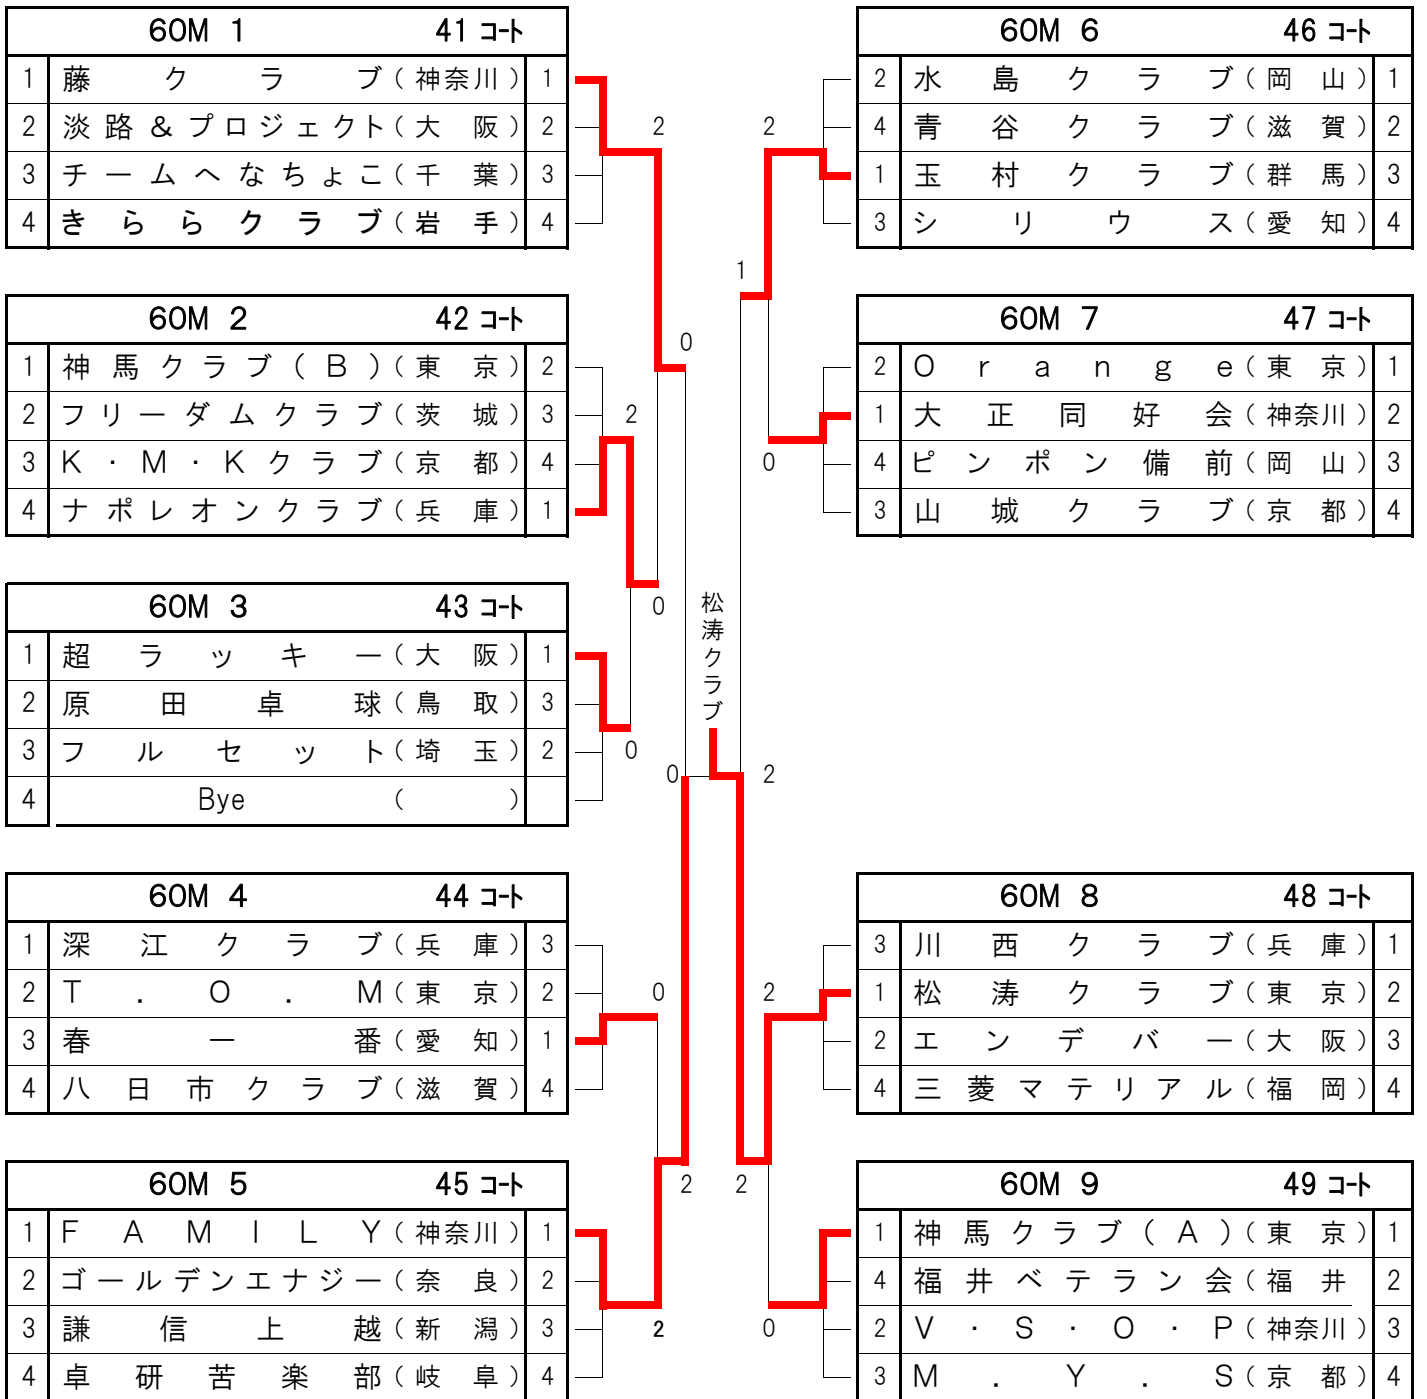 60M 1 41 コート
1 藤クラブ(神奈川) 1
2 淡路&プロジェクト(大阪) 2
3 チームへなちょこ(千葉) 3
4 きららクラブ(岩手) 4
60M 2 42 コート
1 神馬クラブ(B)(東京) 2
2 フリーダムクラブ(茨城) 3
3 K・M・Kクラブ(京都) 4
4 ナポレオンクラブ(兵庫) 1
60M 3 43 コート
1 超ラッキー(大阪) 1
2 原田卓球(鳥取) 3
3 フルセット(埼玉) 2
4 Bye ( )
60M 4 44 コート
1 深江クラブ(兵庫) 3
2 T.O.M(東京) 2
3 春一番(愛知) 1
4 八日市クラブ(滋賀) 4
60M 5 45 コート
1 FAMILY(神奈川) 1
2 ゴールデンエナジー(奈良) 2
3 謙信上越(新潟) 3
4 卓研苦楽部(岐阜) 4
2
0
2
0
0
0
0
2
2
松涛クラブ
2
1
0
2
2
2
0
60M 6 46 コート
2 水島クラブ(岡山) 1
4 青谷クラブ(滋賀) 2
1 玉村クラブ(群馬) 3
3 シリウス(愛知) 4
60M 7 47 コート
2 Orange(東京) 1
1 大正同好会(神奈川) 2
4 ピンポン備前(岡山) 3
3 山城クラブ(京都) 4
60M 8 48 コート
3 川西クラブ(兵庫) 1
1 松涛クラブ(東京) 2
2 エンデバー(大阪) 3
4 三菱マテリアル(福岡) 4
60M 9 49 コート
1 神馬クラブ(A)(東京) 1
4 福井ベテラン会(福井 2
2 V・S・O・P(神奈川) 3
3 M.Y.S(京都) 4